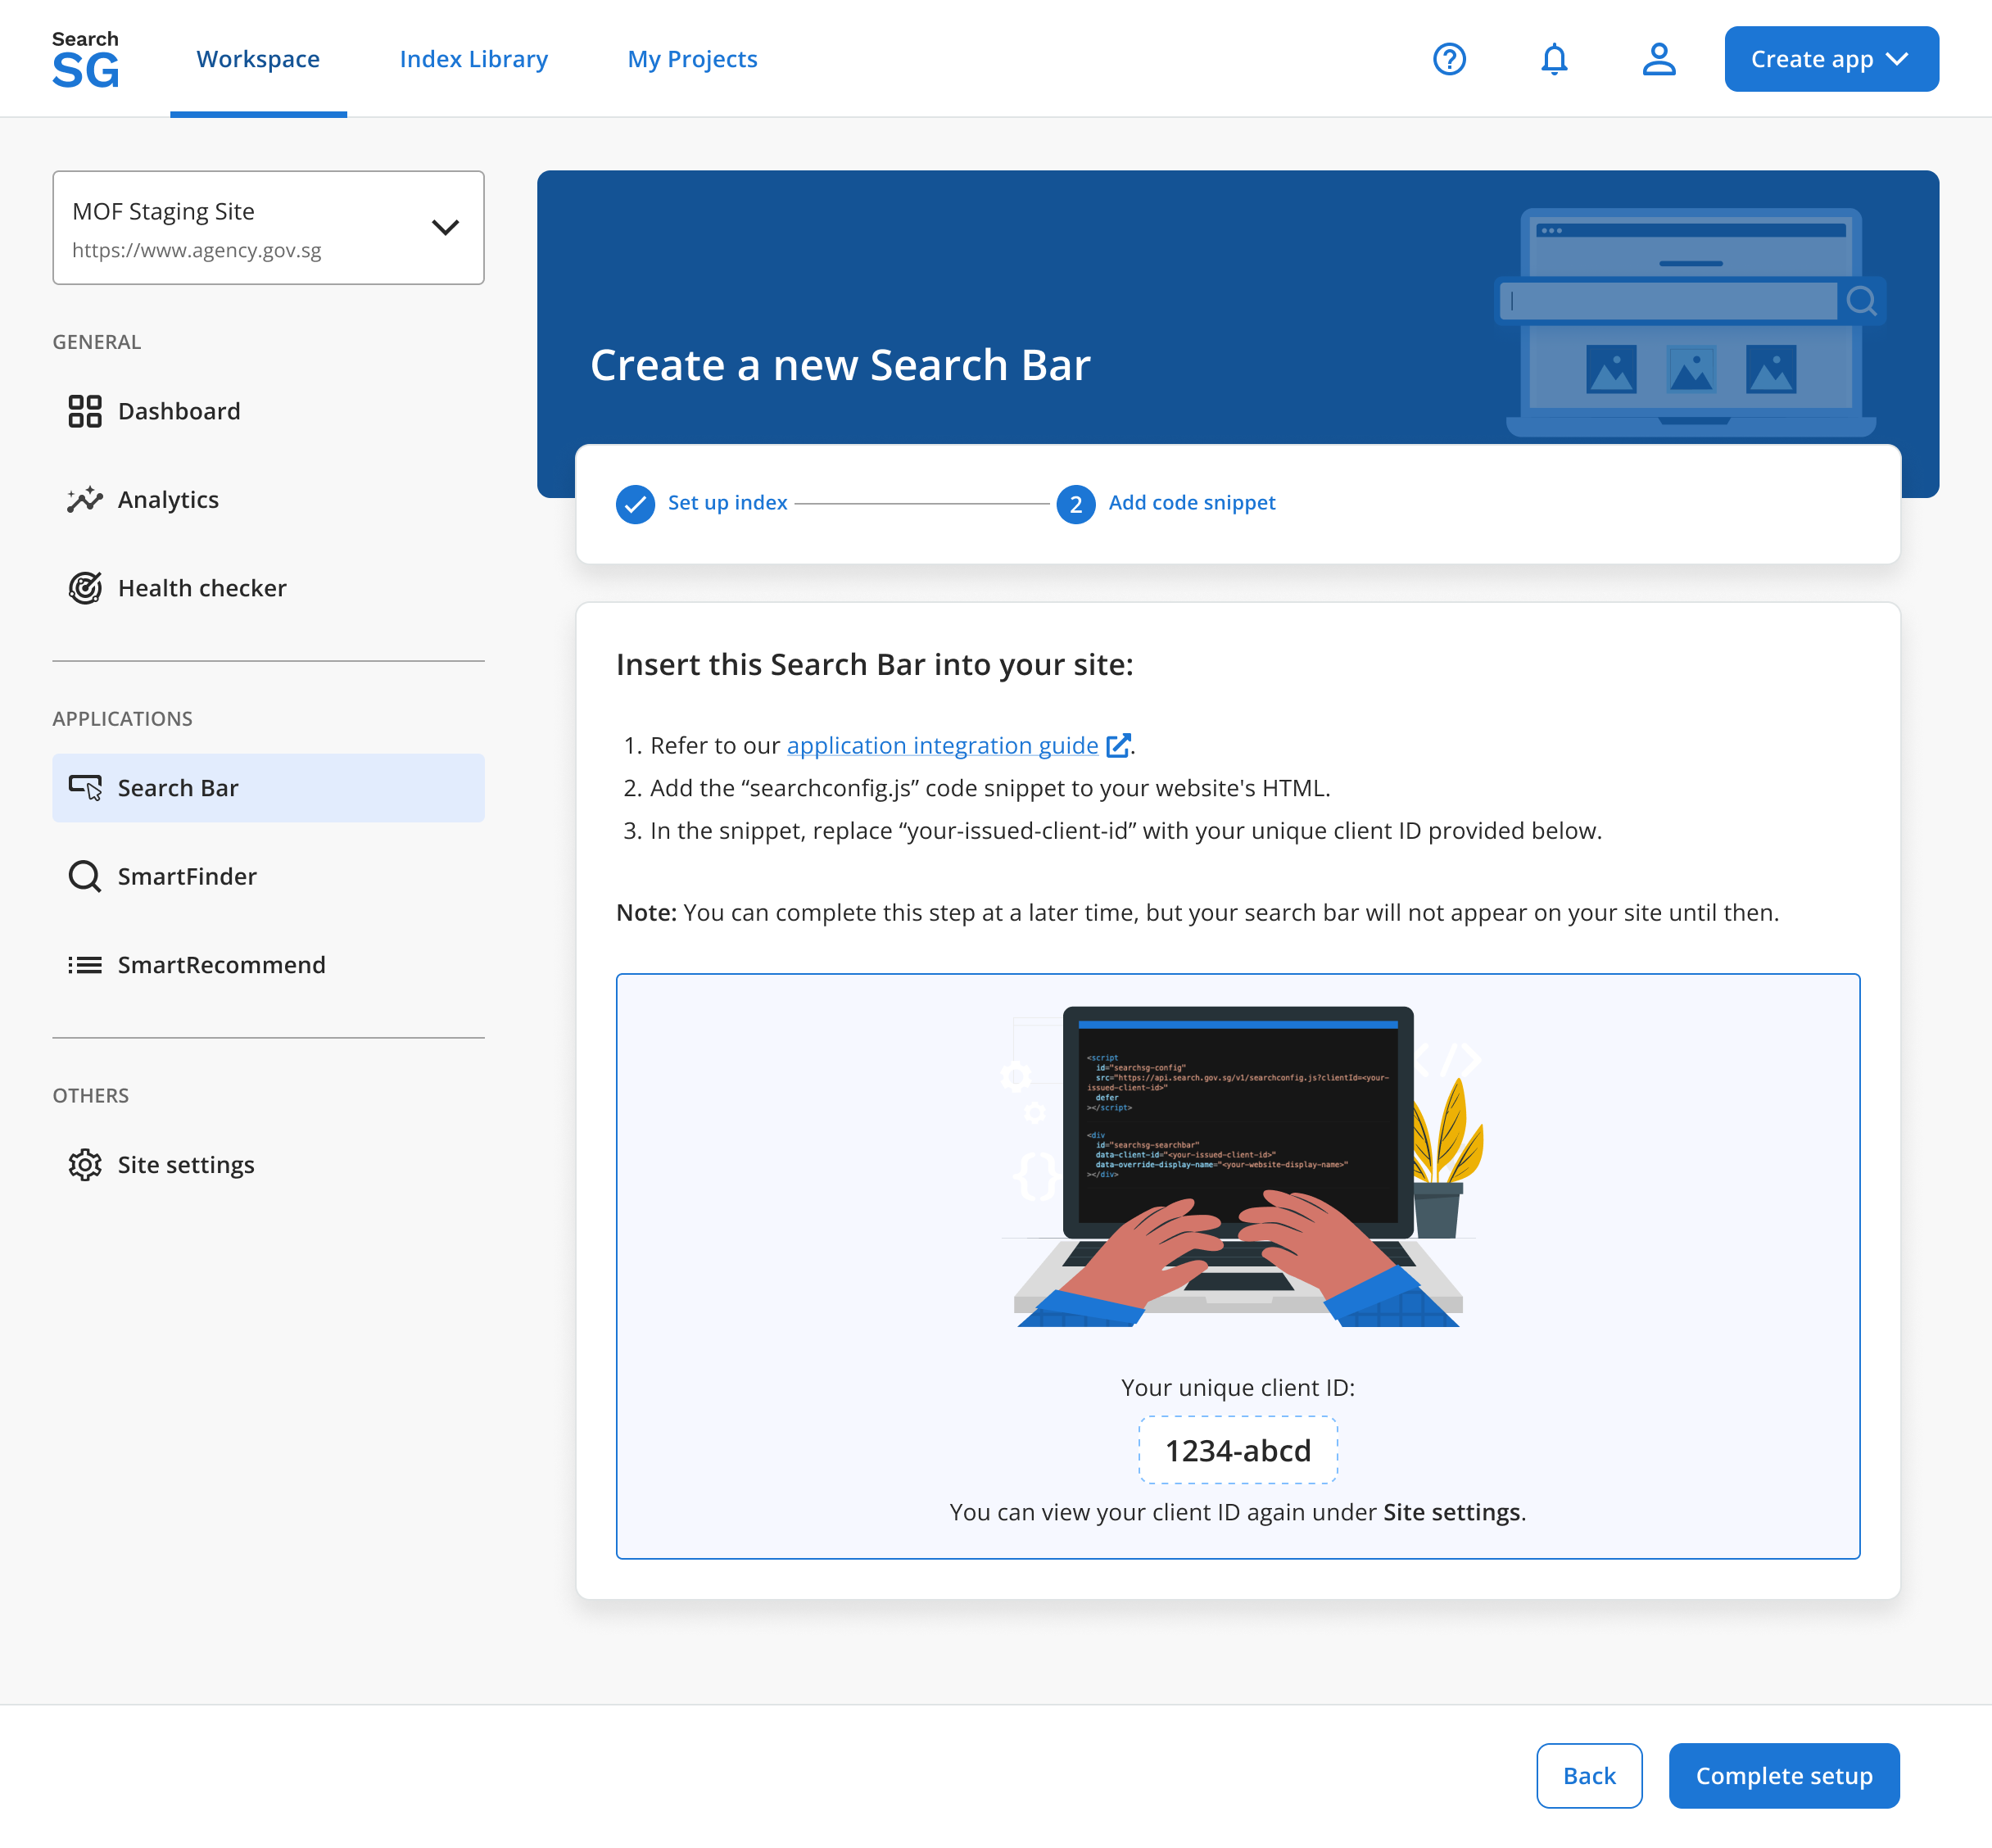 Search
SG
Workspace
Index Library
My Projects
Create app
MOF Staging Site
https://www.agency.gov.sg
GENERAL
Dashboard
Analytics
Health checker
APPLICATIONS
Search Bar
SmartFinder
SmartRecommend
OTHERS
Site settings
Create a new Search Bar
Set up index
2 Add code snippet
Insert this Search Bar into your site:
1. Refer to our application integration guide.
2. Add the “searchconfig.js” code snippet to your website's HTML.
3. In the snippet, replace “your-issued-client-id” with your unique client ID provided below.
Note: You can complete this step at a later time, but your search bar will not appear on your site until then.
<script
id="searchsg-config"
src="https://api.search.gov.sg/v1/searchconfig.js?clientId=<your-
issued-client-id>"
defer
></script>
<div
id="searchsg-searchbar"
data-client-id="<your-issued-client-id>"
data-override-display-name="<your-website-display-name>"
></div>
</>
{}
Your unique client ID:
1234-abcd
You can view your client ID again under Site settings.
Back
Complete setup